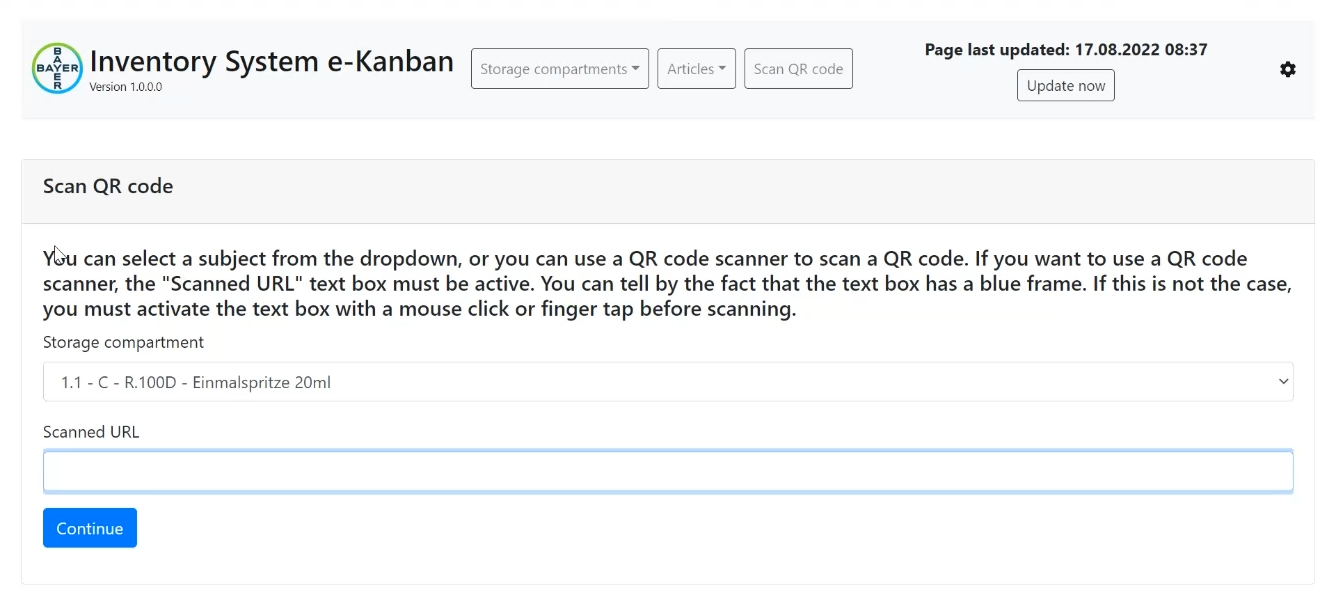 BAYER
BAYER
Inventory System e-Kanban
Version 1.0.0.0
Storage compartments
Articles
Scan QR code
Page last updated: 17.08.2022 08:37
Update now
Scan QR code
You can select a subject from the dropdown, or you can use a QR code scanner to scan a QR code. If you want to use a QR code
scanner, the "Scanned URL" text box must be active. You can tell by the fact that the text box has a blue frame. If this is not the case,
you must activate the text box with a mouse click or finger tap before scanning.
Storage compartment
1.1 - C - R.100D - Einmalspritze 20ml
Scanned URL
Continue